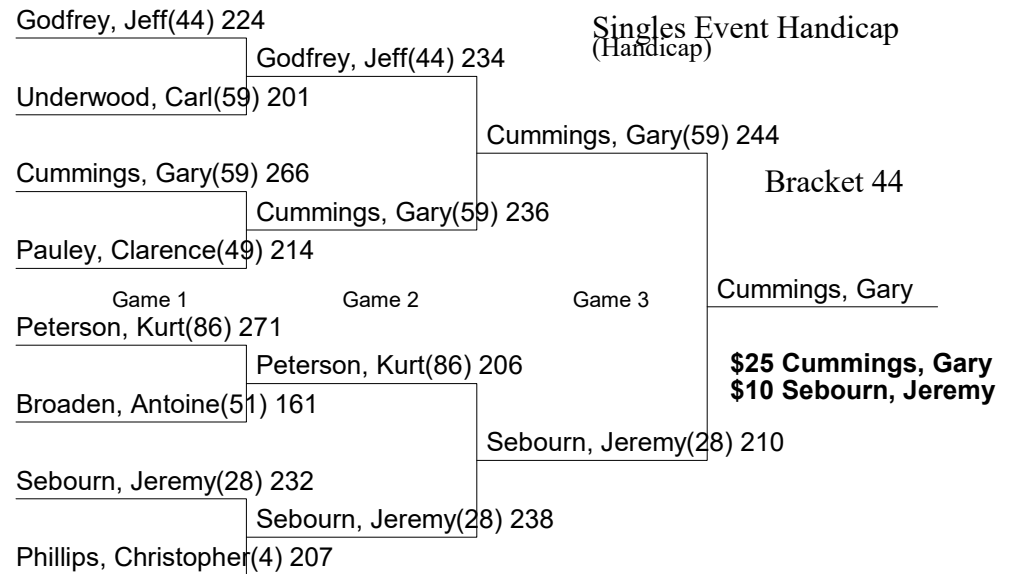 Godfrey, Jeff(44) 224
Singles Event Handicap
(Handicap)
Godfrey, Jeff(44) 234
Underwood, Carl(59) 201
Cummings, Gary(59) 244
Cummings, Gary(59) 266
Bracket 44
Cummings, Gary(59) 236
Pauley, Clarence(49) 214
Game 1
Game 2
Game 3
Cummings, Gary
Peterson, Kurt(86) 271
Peterson, Kurt(86) 206
$25 Cummings, Gary
$10 Sebourn, Jeremy
Broaden, Antoine(51) 161
Sebourn, Jeremy(28) 210
Sebourn, Jeremy(28) 232
Sebourn, Jeremy(28) 238
Phillips, Christopher(4) 207